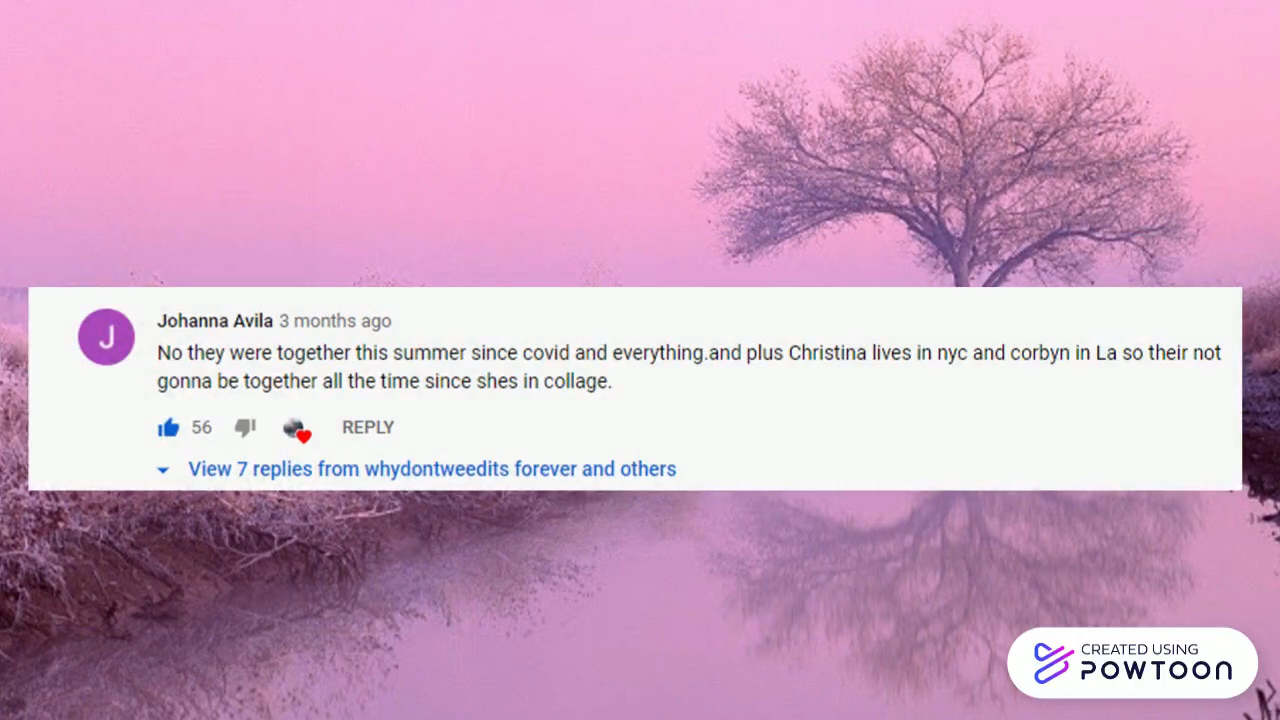 J
Johanna Avila 3 months ago
No they were together this summer since covid and everything.and plus Christina lives in nyc and corbyn in La so their not
gonna be together all the time since shes in collage.
56 REPLY
View 7 replies from whydontweedits forever and others
CREATED USING
POWTOON